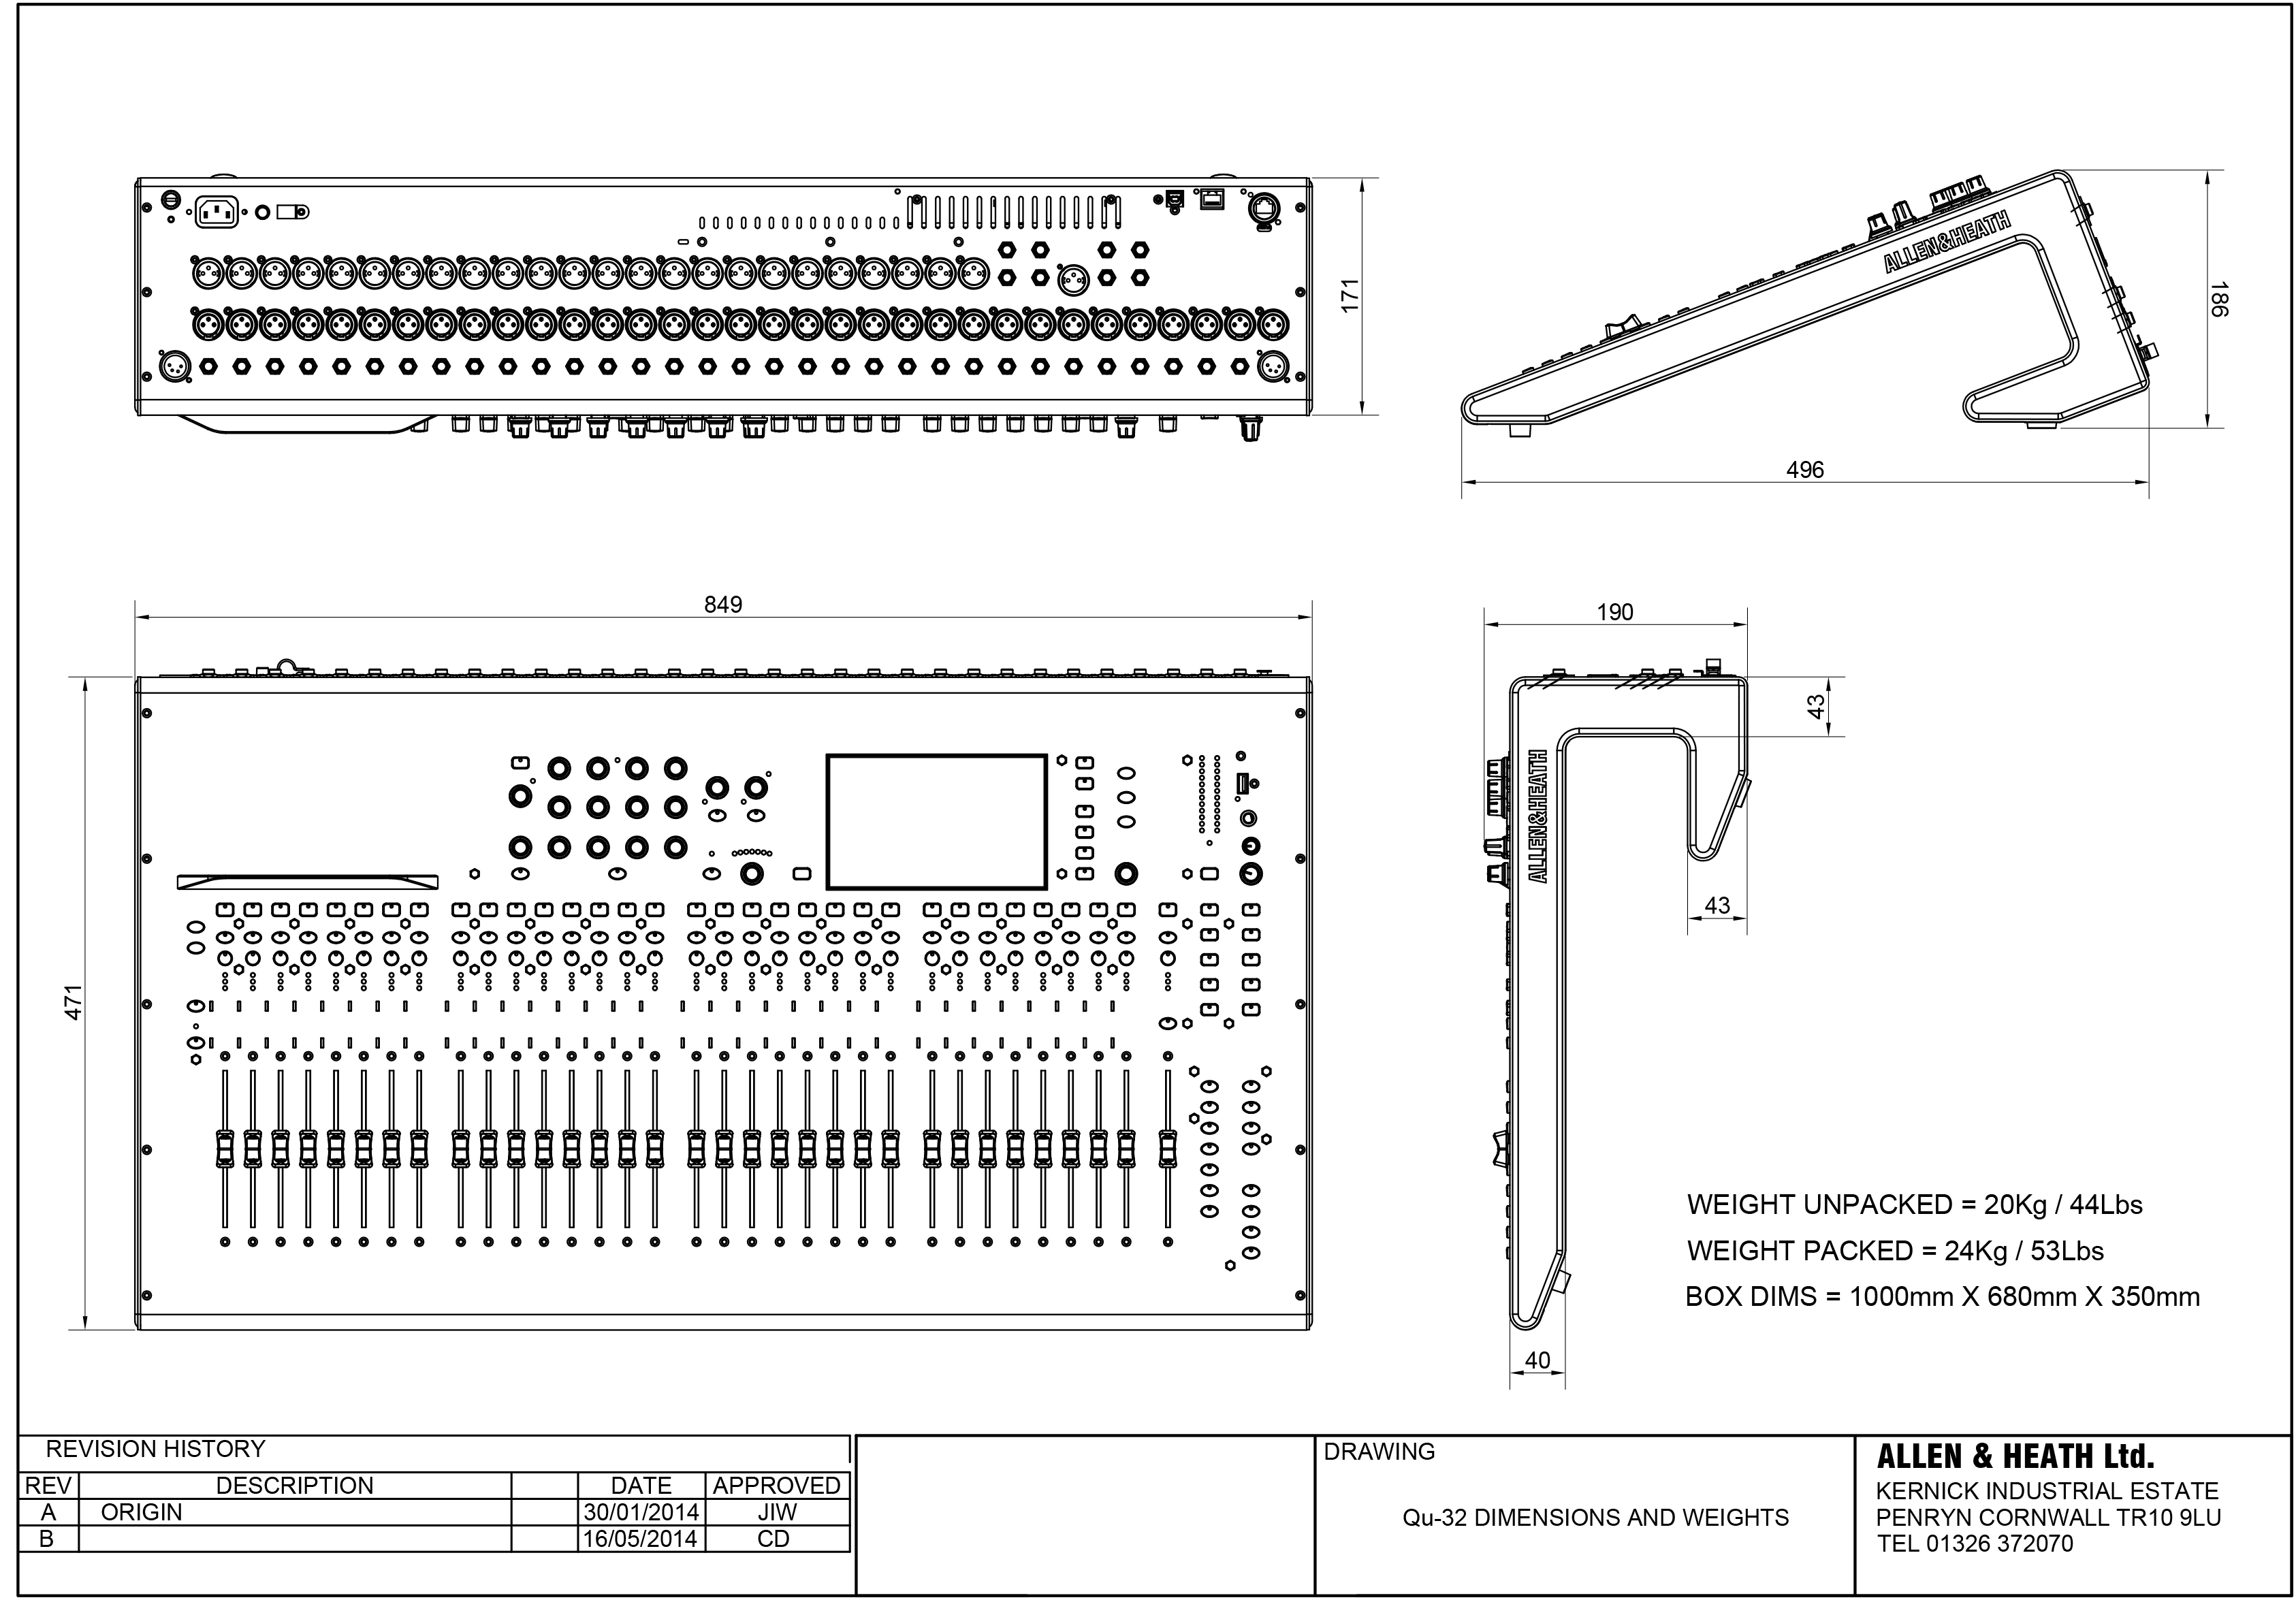 171
ALLEN&HEATH
186
496
849
190
471
43
ALLEN&HEATH
43
WEIGHT UNPACKED = 20Kg / 44Lbs
WEIGHT PACKED = 24Kg / 53Lbs
BOX DIMS = 1000mm X 680mm X 350mm
40
REVISION HISTORY
REV DESCRIPTION DATE APPROVED
A ORIGIN 30/01/2014 JIW
B 16/05/2014 CD
DRAWING
Qu-32 DIMENSIONS AND WEIGHTS
ALLEN & HEATH Ltd.
KERNICK INDUSTRIAL ESTATE
PENRYN CORNWALL TR10 9LU
TEL 01326 372070